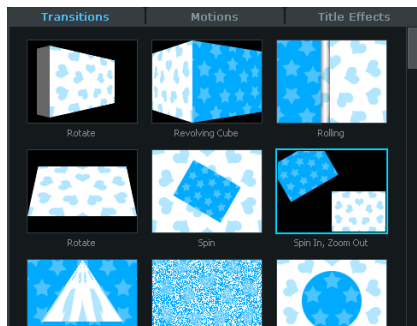 Transitions Motions Title Effects
Rotate Revolving Cube Rolling
Rotate Spin Spin In, Zoom Out